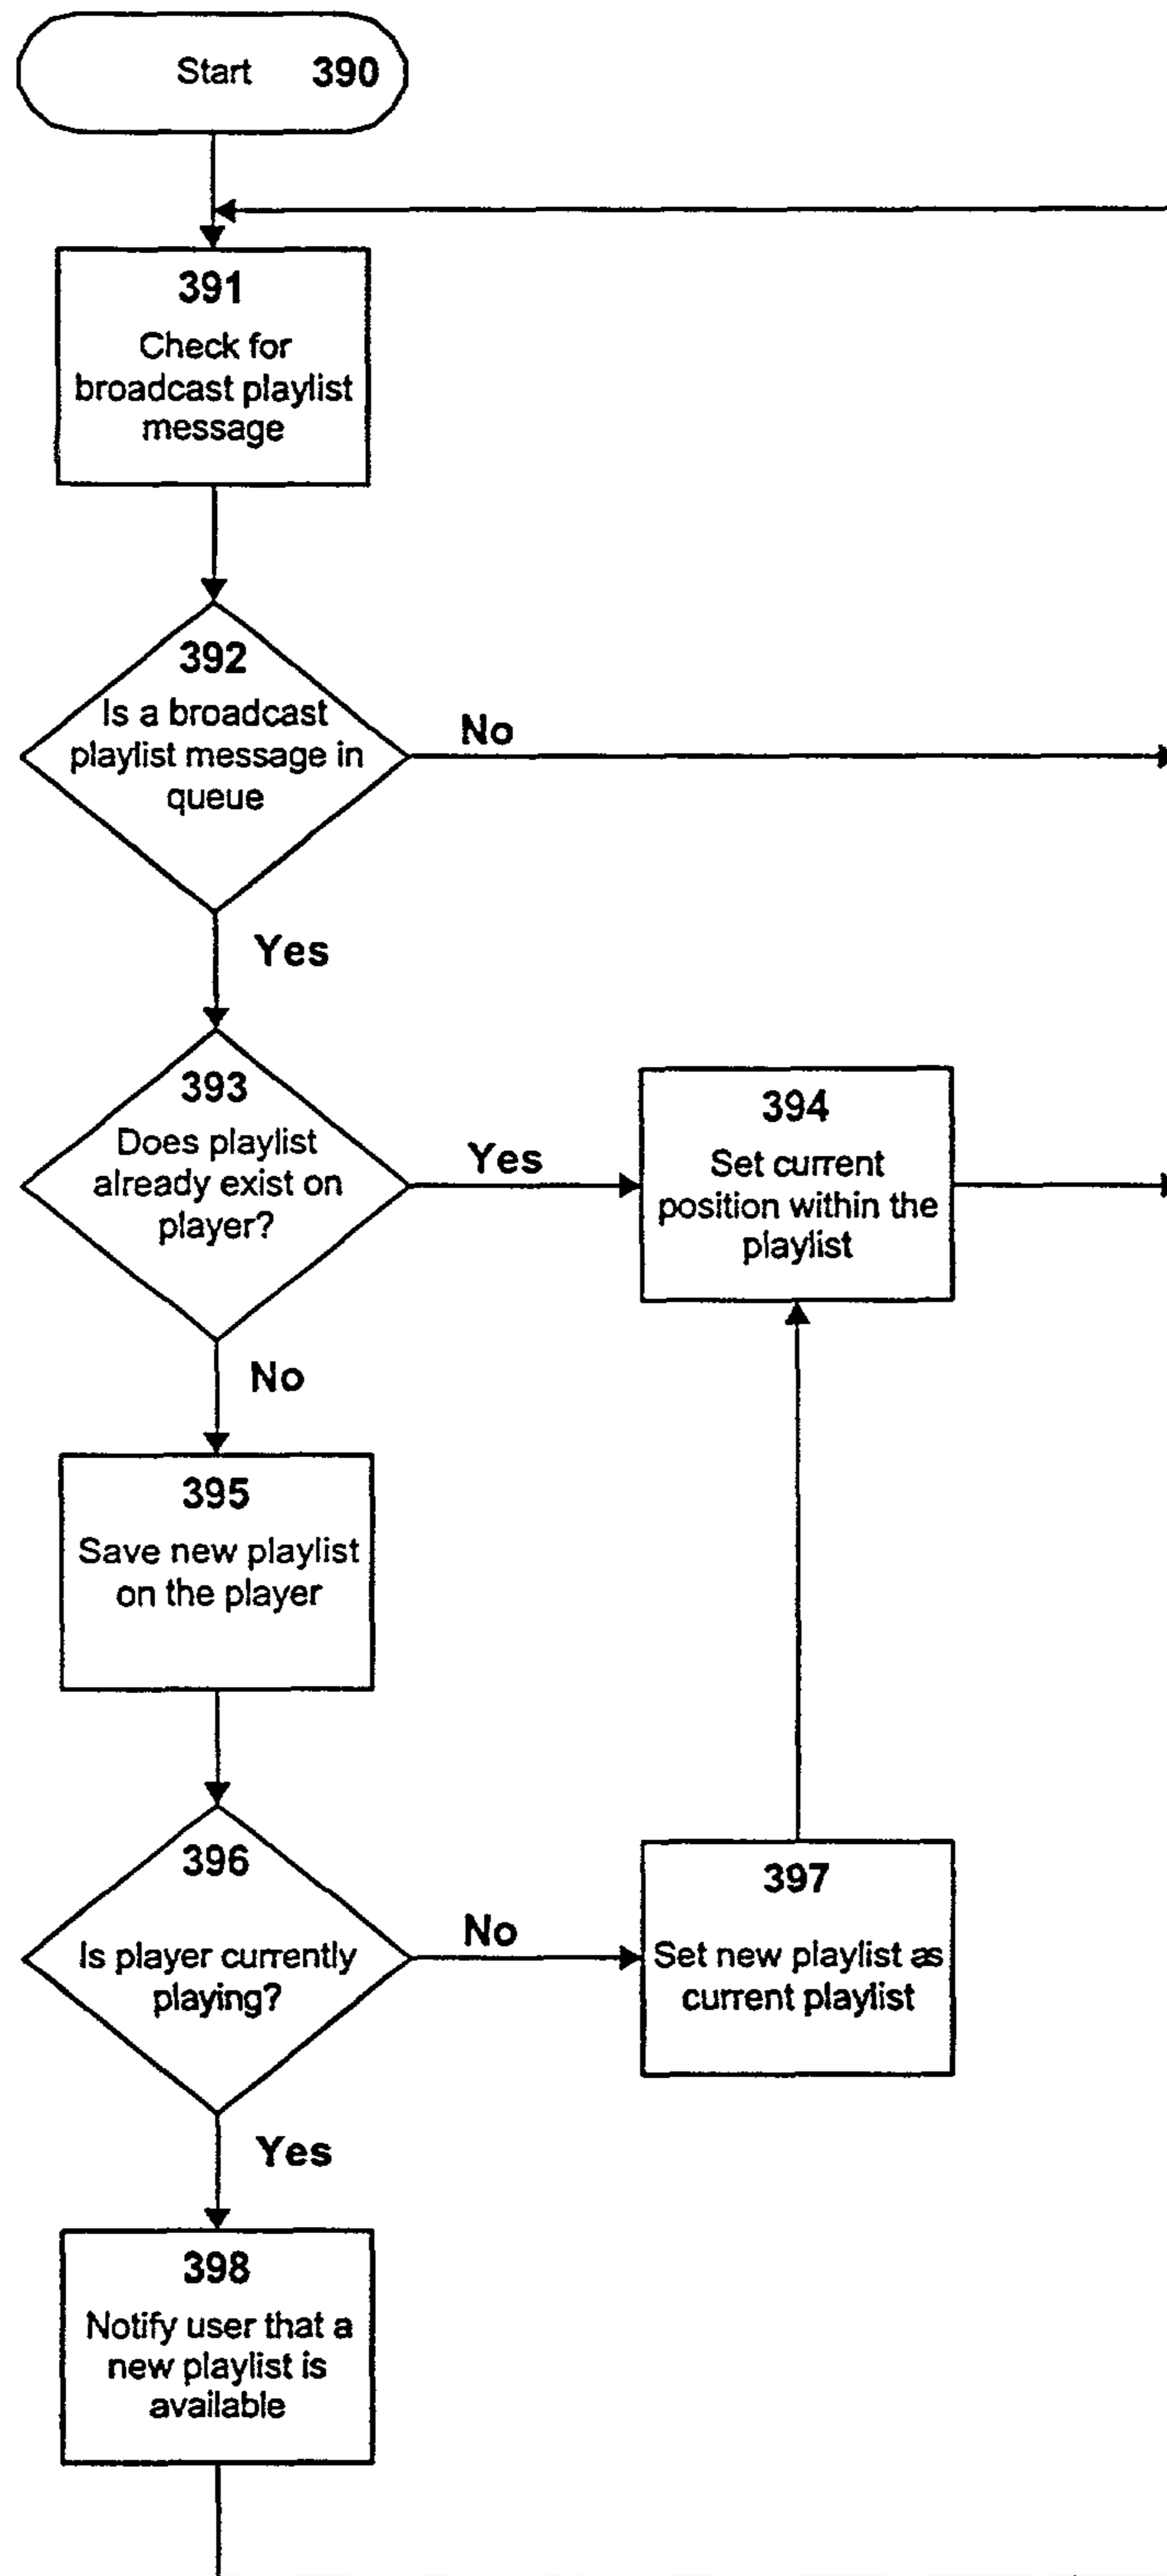 Start 390
391
Check for
broadcast playlist
message
392
Is a broadcast
playlist message in
queue
No
Yes
393
Does playlist
already exist on
player?
Yes
394
Set current
position within the
playlist
No
395
Save new playlist
on the player
396
Is player currently
playing?
No
397
Set new playlist as
current playlist
Yes
398
Notify user that a
new playlist is
available